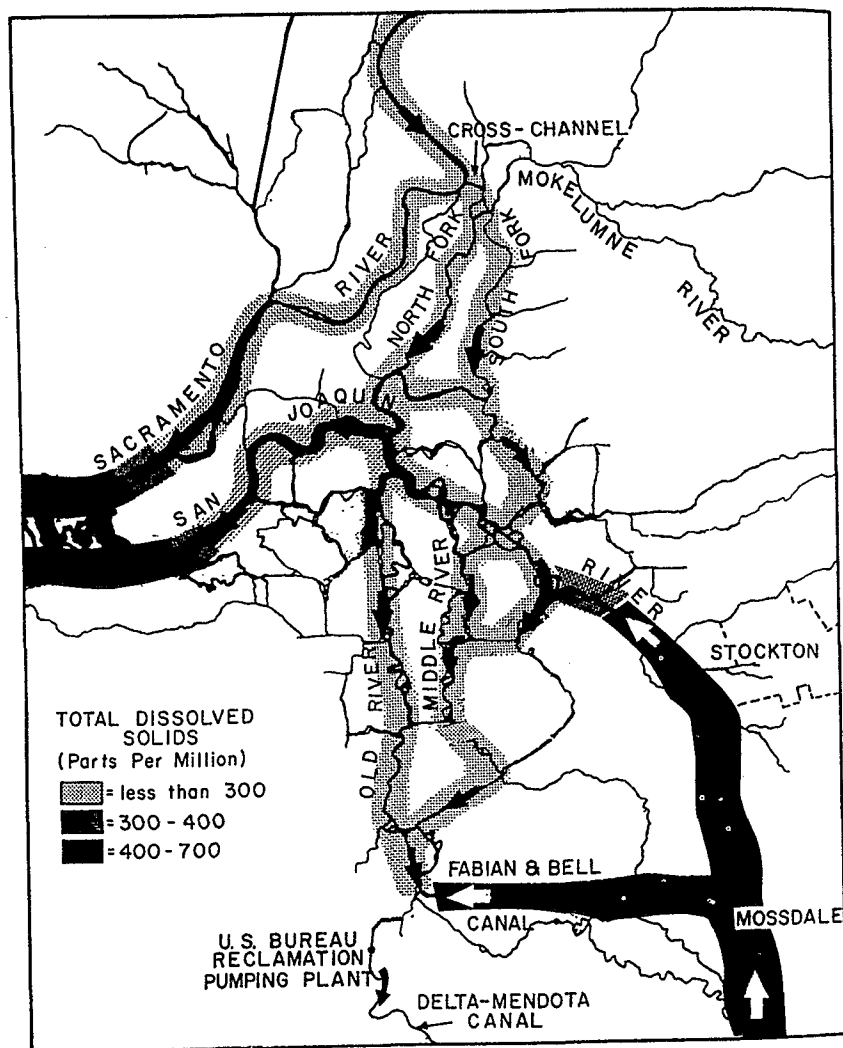 CROSS-CHANNEL
MOKELUMNE
RIVER
NORTH FORK
SOUTH FORK
SACRAMENTO RIVER
SAN JOAQUIN RIVER
OLD RIVER
MIDDLE RIVER
STOCKTON
TOTAL DISSOLVED
SOLIDS
(Parts Per Million)
= less than 300
= 300-400
= 400-700
FABIAN & BELL
CANAL
MOSSDALE
U.S. BUREAU
RECLAMATION
PUMPING PLANT
DELTA-MENDOTA
CANAL